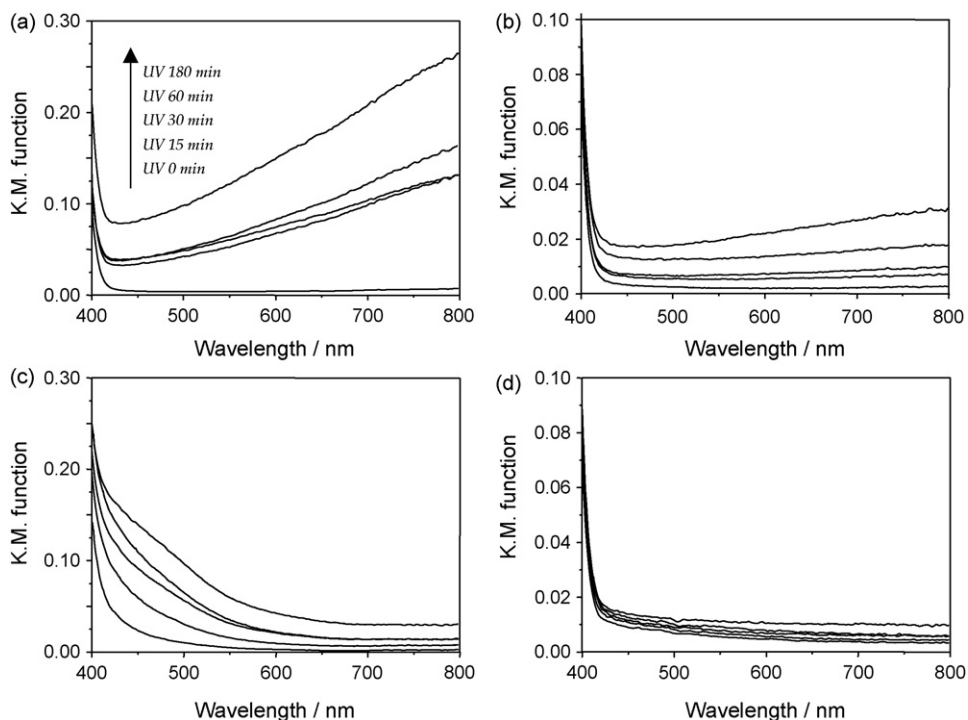 (a)
0.30
0.20
0.10
0.00
K.M. function
UV 180 min
UV 60 min
UV 30 min
UV 15 min
UV 0 min
400 500 600 700 800
Wavelength / nm
(b)
0.10
0.08
0.06
0.04
0.02
0.00
K.M. function
400 500 600 700 800
Wavelength / nm
(c)
0.30
0.20
0.10
0.00
K.M. function
400 500 600 700 800
Wavelength / nm
(d)
0.10
0.08
0.06
0.04
0.02
0.00
K.M. function
400 500 600 700 800
Wavelength / nm